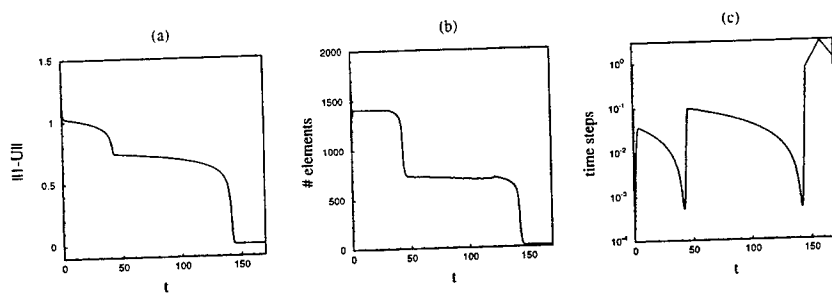 (a)
1.5
1
0.5
0
||1-U||
0 50 100 150
t
(b)
2000
1500
1000
500
0
# elements
0 50 100 150
t
(c)
10^0
10^-1
10^-2
10^-3
10^-4
time steps
0 50 100 150
t